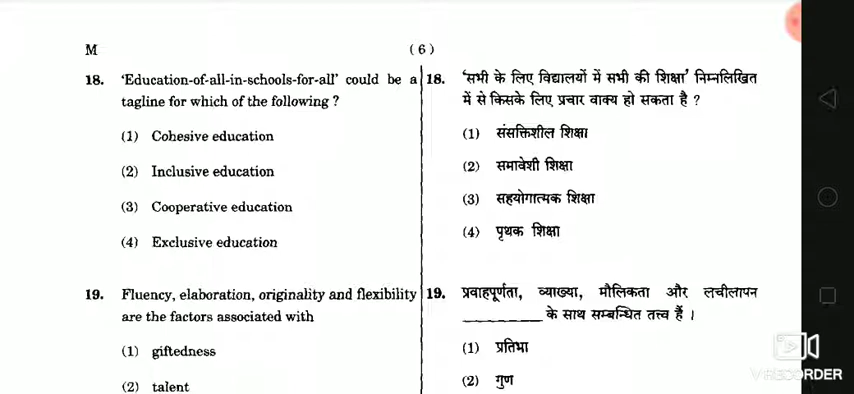 M
( 6 )
18. 'Education-of-all-in-schools-for-all' could be a
tagline for which of the following ?
(1) Cohesive education
(2) Inclusive education
(3) Cooperative education
(4) Exclusive education
19. Fluency, elaboration, originality and flexibility
are the factors associated with
(1) giftedness
(2) talent
18. 'सभी के लिए विद्यालयों में सभी की शिक्षा' निम्नलिखित
में से किसके लिए प्रचार वाक्य हो सकता है ?
(1) संसक्तिशील शिक्षा
(2) समावेशी शिक्षा
(3) सहयोगात्मक शिक्षा
(4) पृथक शिक्षा
19. प्रवाहपूर्णता, व्याख्या, मौलिकता और लचीलापन
__________ के साथ सम्बन्धित तत्त्व हैं ।
(1) प्रतिभा
(2) गुण
V RECORDER